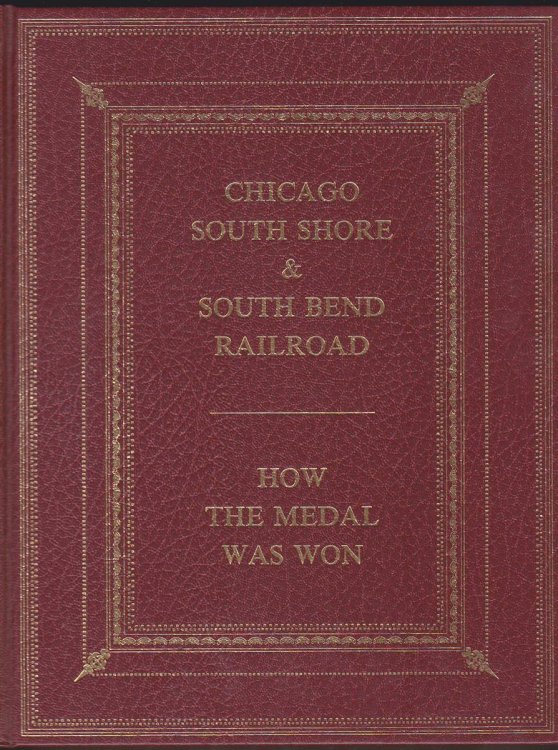 CHICAGO
SOUTH SHORE
&
SOUTH BEND
RAILROAD
HOW
THE MEDAL
WAS WON